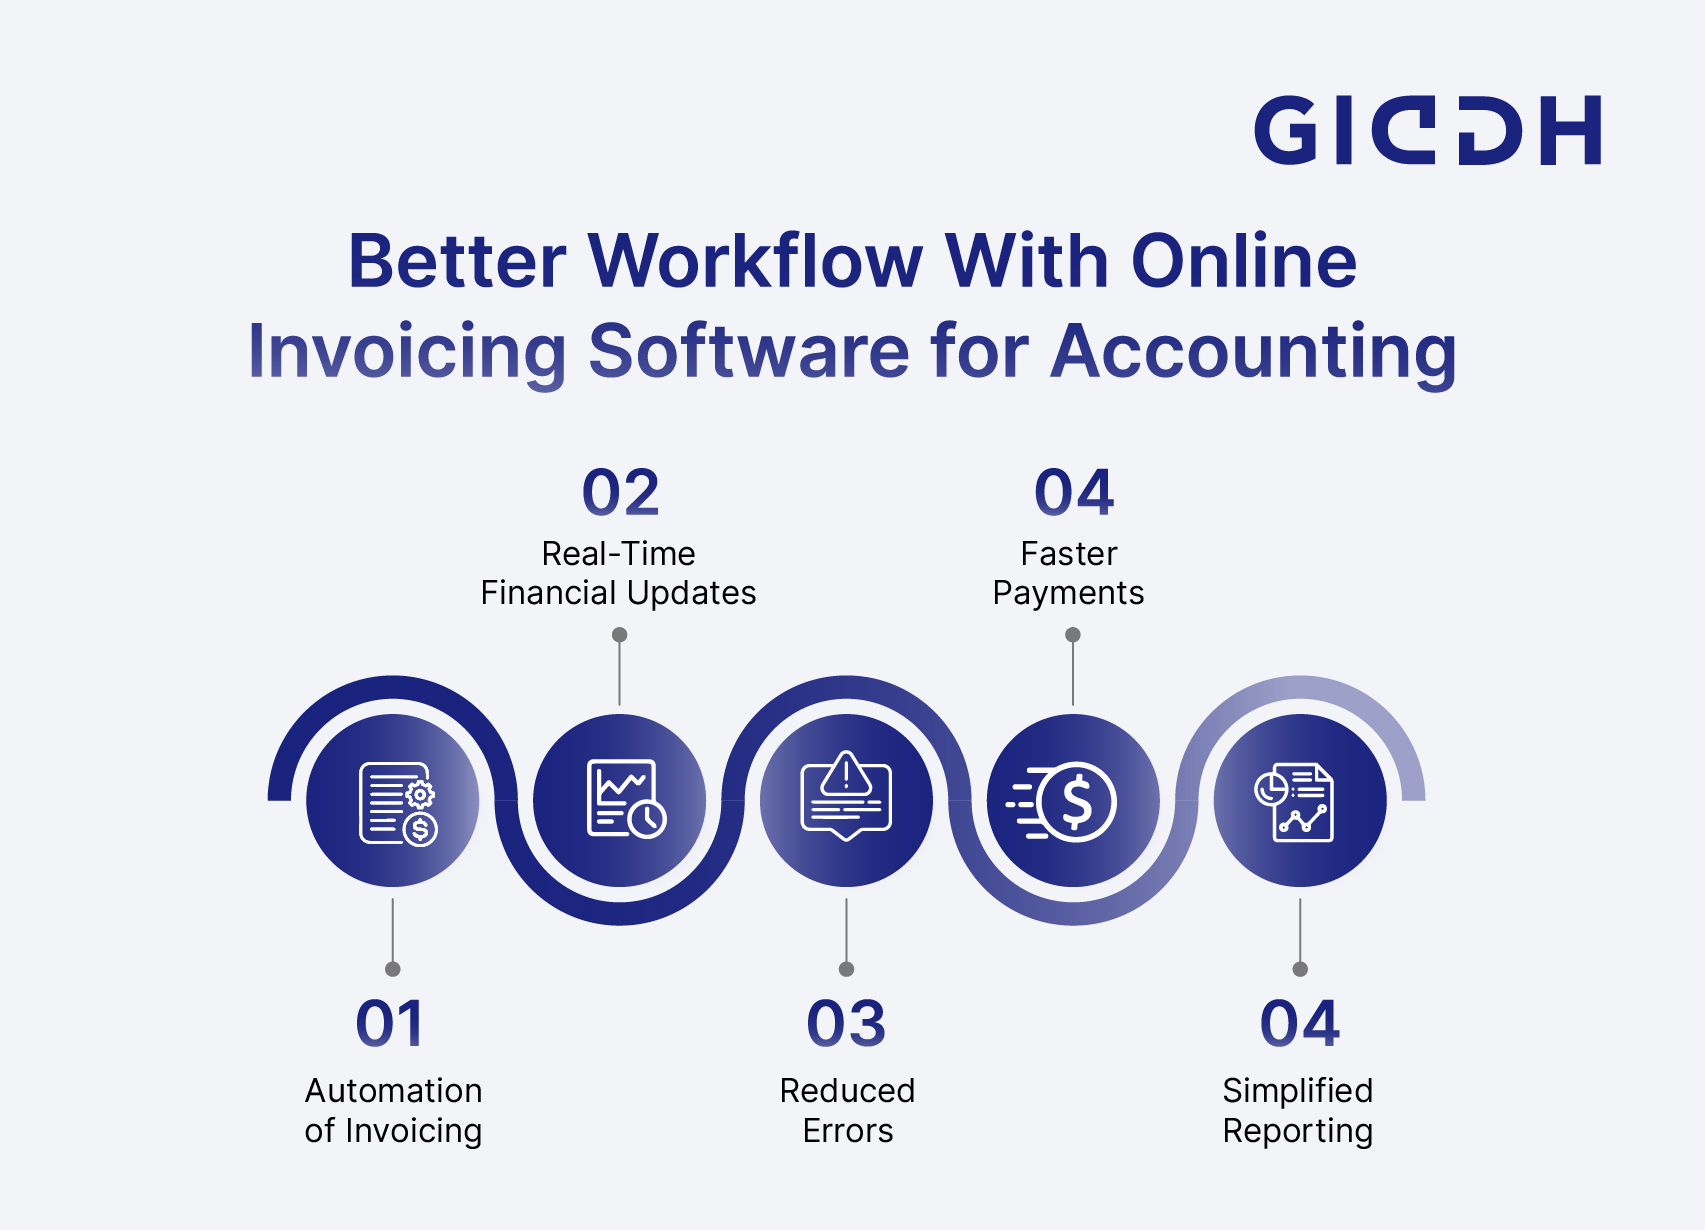 GIDDH
Better Workflow With Online
Invoicing Software for Accounting
02
Real-Time
Financial Updates
04
Faster
Payments
01
Automation
of Invoicing
03
Reduced
Errors
04
Simplified
Reporting